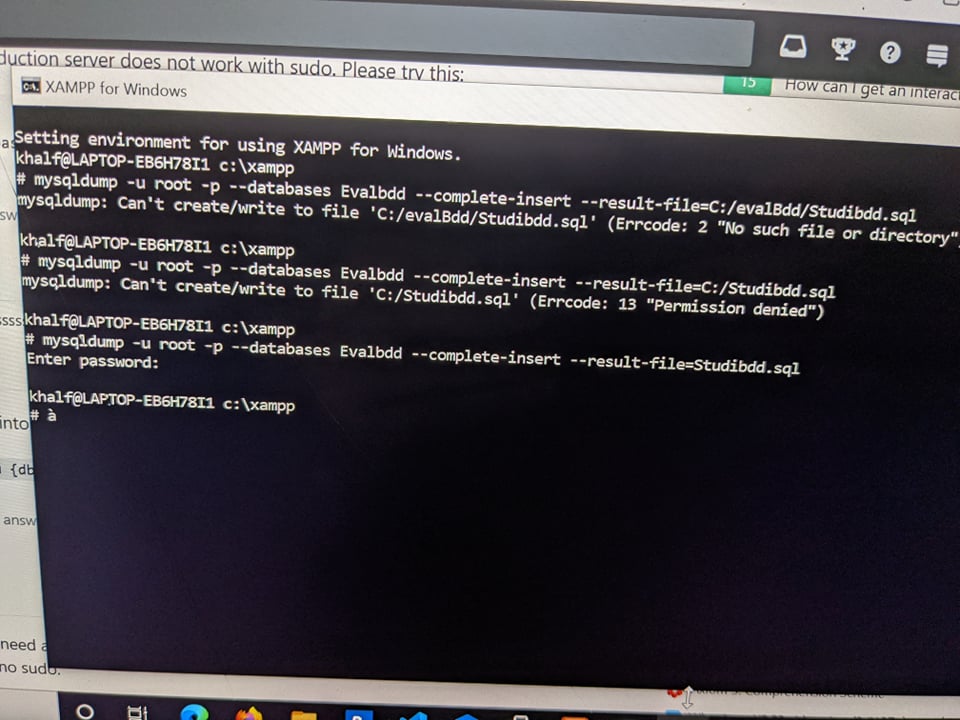 duction server does not work with sudo. Please try this:
15 How can I get an interact
XAMPP for Windows
Setting environment for using XAMPP for Windows.
khalf@LAPTOP-EB6H78I1 c:\xampp
# mysqldump -u root -p --databases Evalbdd --complete-insert --result-file=C:/evalBdd/Studibdd.sql
mysqldump: Can't create/write to file 'C:/evalBdd/Studibdd.sql' (Errcode: 2 "No such file or directory"
khalf@LAPTOP-EB6H78I1 c:\xampp
# mysqldump -u root -p --databases Evalbdd --complete-insert --result-file=C:/Studibdd.sql
mysqldump: Can't create/write to file 'C:/Studibdd.sql' (Errcode: 13 "Permission denied")
khalf@LAPTOP-EB6H78I1 c:\xampp
# mysqldump -u root -p --databases Evalbdd --complete-insert --result-file=Studibdd.sql
Enter password:
khalf@LAPTOP-EB6H78I1 c:\xampp
# à
into
{db
answ
need a
no sudo.